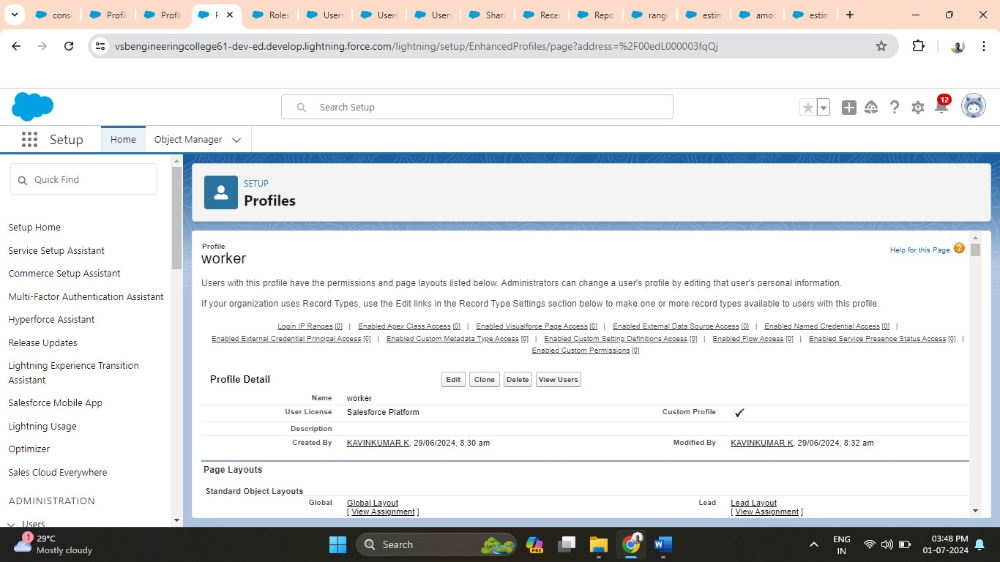 consu
Profil
Profil
Roles
Users
Users
Users
Shari
Rece
Repo
range
estim
amou
estim
vsbengineeringcollege61-dev-ed.develop.lightning.force.com/lightning/setup/EnhancedProfiles/page?address=%2F00edL000003fqQj
Search Setup
12
Setup
Home
Object Manager
Quick Find
Setup Home
Service Setup Assistant
Commerce Setup Assistant
Multi-Factor Authentication Assistant
Hyperforce Assistant
Release Updates
Lightning Experience Transition
Assistant
Salesforce Mobile App
Lightning Usage
Optimizer
Sales Cloud Everywhere
ADMINISTRATION
Users
SETUP
Profiles
Profile
worker
Help for this Page ?
Users with this profile have the permissions and page layouts listed below. Administrators can change a user's profile by editing that user's personal information.
If your organization uses Record Types, use the Edit links in the Record Type Settings section below to make one or more record types available to users with this profile.
Login IP Ranges [0] | Enabled Apex Class Access [0] | Enabled Visualforce Page Access [0] | Enabled External Data Source Access [0] | Enabled Named Credential Access [0] |
Enabled External Credential Principal Access [0] | Enabled Custom Metadata Type Access [0] | Enabled Custom Setting Definitions Access [0] | Enabled Flow Access [0] | Enabled Service Presence Status Access [0] |
Enabled Custom Permissions [0]
Profile Detail Edit Clone Delete View Users
Name worker
User License Salesforce Platform Custom Profile ✓
Description
Created By KAVINKUMAR K, 29/06/2024, 8:30 am Modified By KAVINKUMAR K, 29/06/2024, 8:32 am
Page Layouts
Standard Object Layouts
Global Global Layout Lead Lead Layout
[ View Assignment ] [ View Assignment ]
1
29°C
Mostly cloudy
Search
PRE
W
ENG
IN
03:48 PM
01-07-2024